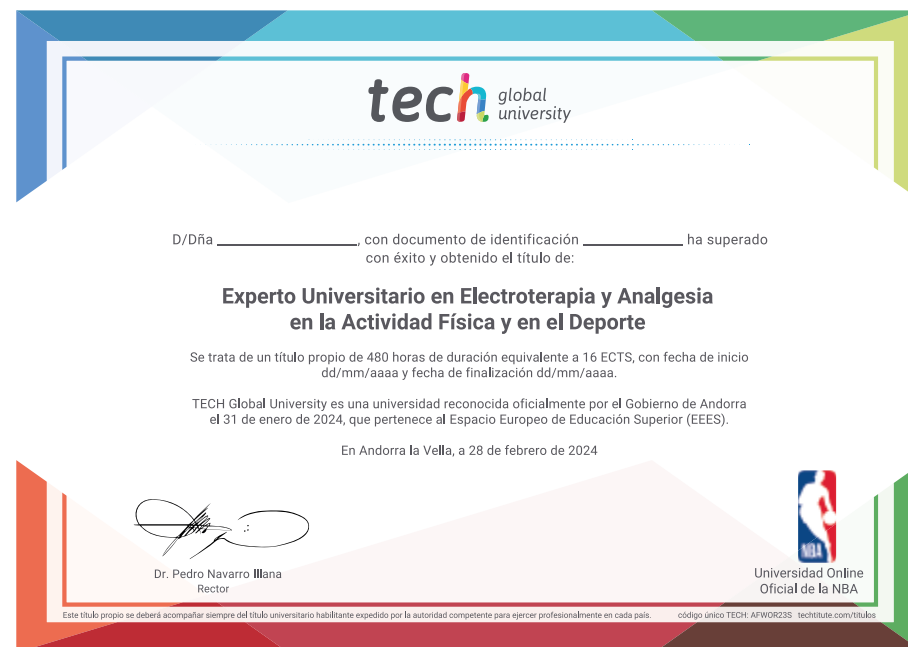 tech global
university
D/Dña ____________________, con documento de identificación ______________ ha superado
con éxito y obtenido el título de:
Experto Universitario en Electroterapia y Analgesia
en la Actividad Física y en el Deporte
Se trata de un título propio de 480 horas de duración equivalente a 16 ECTS, con fecha de inicio
dd/mm/aaaa y fecha de finalización dd/mm/aaaa.
TECH Global University es una universidad reconocida oficialmente por el Gobierno de Andorra
el 31 de enero de 2024, que pertenece al Espacio Europeo de Educación Superior (EEES).
En Andorra la Vella, a 28 de febrero de 2024
Dr. Pedro Navarro Illana
Rector
NBA
Universidad Online
Oficial de la NBA
Este título propio se deberá acompañar siempre del título universitario habilitante expedido por la autoridad competente para ejercer profesionalmente en cada país.
código único TECH: AFWOR23S techtitute.com/titulos